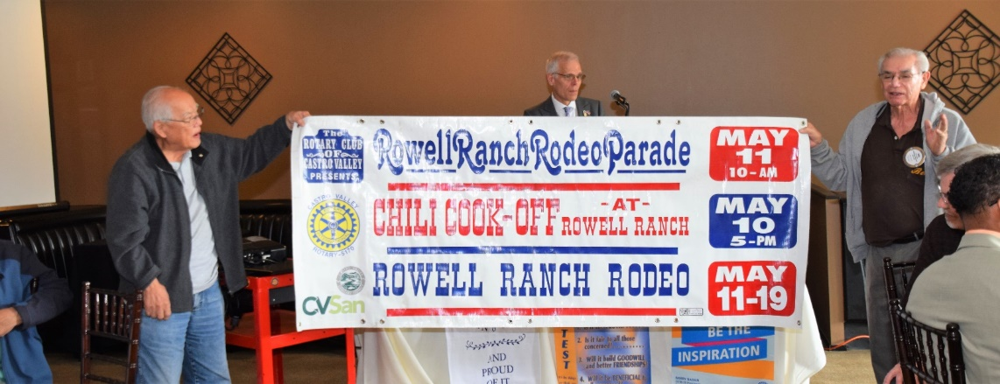 The
ROTARY CLUB
OF
CASTRO VALLEY
PRESENTS
Rowell Ranch Rodeo Parade
MAY
11
10-AM
CASTRO VALLEY
ROTARY-5170
CHILI COOK-OFF -AT- ROWELL RANCH
MAY
10
5-PM
CVSan
ROWELL RANCH RODEO
MAY
11-19
AND
PROUD
OF IT
TEST
2. Is it fair to all those
concerned
3. Will it build GOODWILL
and better FRIENDSHIPS
4. Will it be BENEFICIAL
BE THE
INSPIRATION